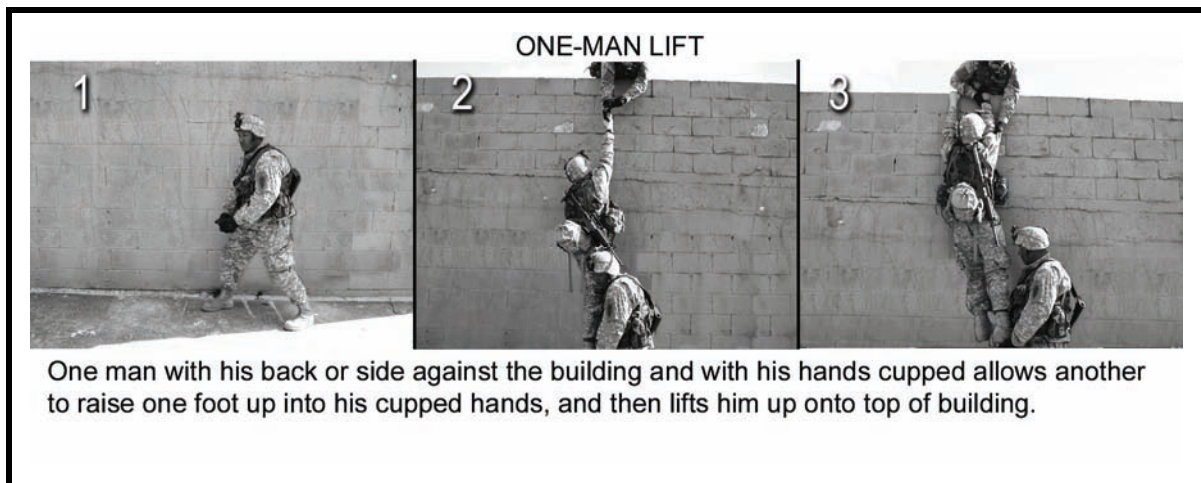 ONE-MAN LIFT
1 2 3
One man with his back or side against the building and with his hands cupped allows another
to raise one foot up into his cupped hands, and then lifts him up onto top of building.